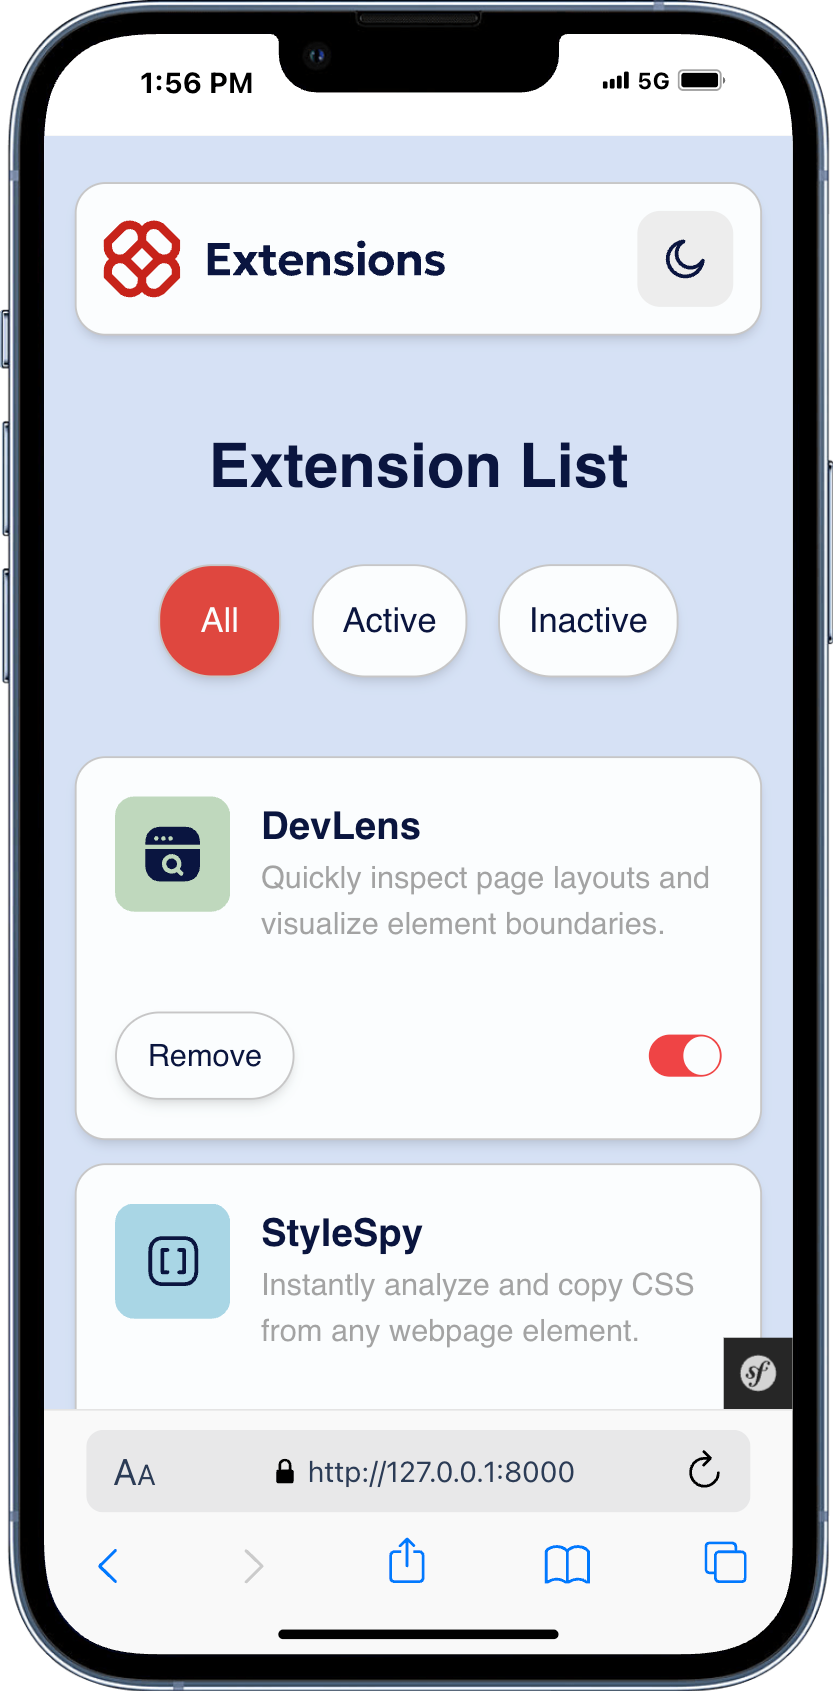 1:56 PM
5G
Extensions
Extension List
All
Active
Inactive
DevLens
Quickly inspect page layouts and
visualize element boundaries.
Remove
StyleSpy
Instantly analyze and copy CSS
from any webpage element.
sf
AA
http://127.0.0.1:8000